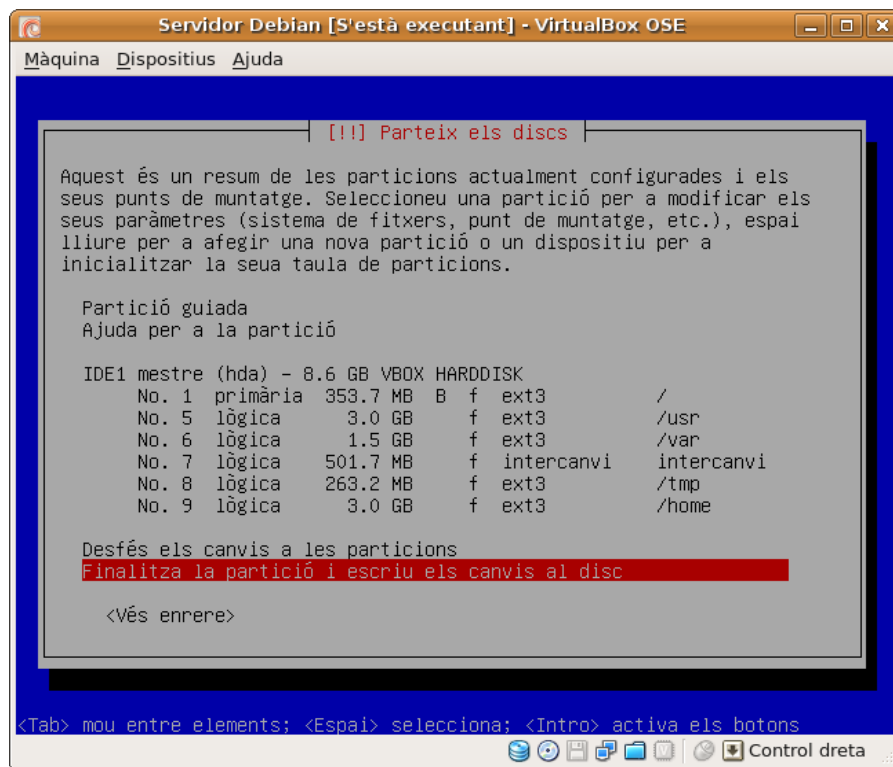 Servidor Debian [S'està executant] - VirtualBox OSE
Màquina Dispositius Ajuda
[!!] Parteix els discs
Aquest és un resum de les particions actualment configurades i els
seus punts de muntatge. Seleccioneu una partició per a modificar els
seus paràmetres (sistema de fitxers, punt de muntatge, etc.), espai
lliure per a afegir una nova partició o un dispositiu per a
inicialitzar la seua taula de particions.
Partició guiada
Ajuda per a la partició
IDE1 mestre (hda) - 8.6 GB VBOX HARDDISK
No. 1 primària 353.7 MB B f ext3 /
No. 5 lògica 3.0 GB f ext3 /usr
No. 6 lògica 1.5 GB f ext3 /var
No. 7 lògica 501.7 MB f intercanvi intercanvi
No. 8 lògica 263.2 MB f ext3 /tmp
No. 9 lògica 3.0 GB f ext3 /home
Desfés els canvis a les particions
Finalitza la partició i escriu els canvis al disc
<Vés enrere>
<Tab> mou entre elements; <Espai> selecciona; <Intro> activa els botons
Control dreta